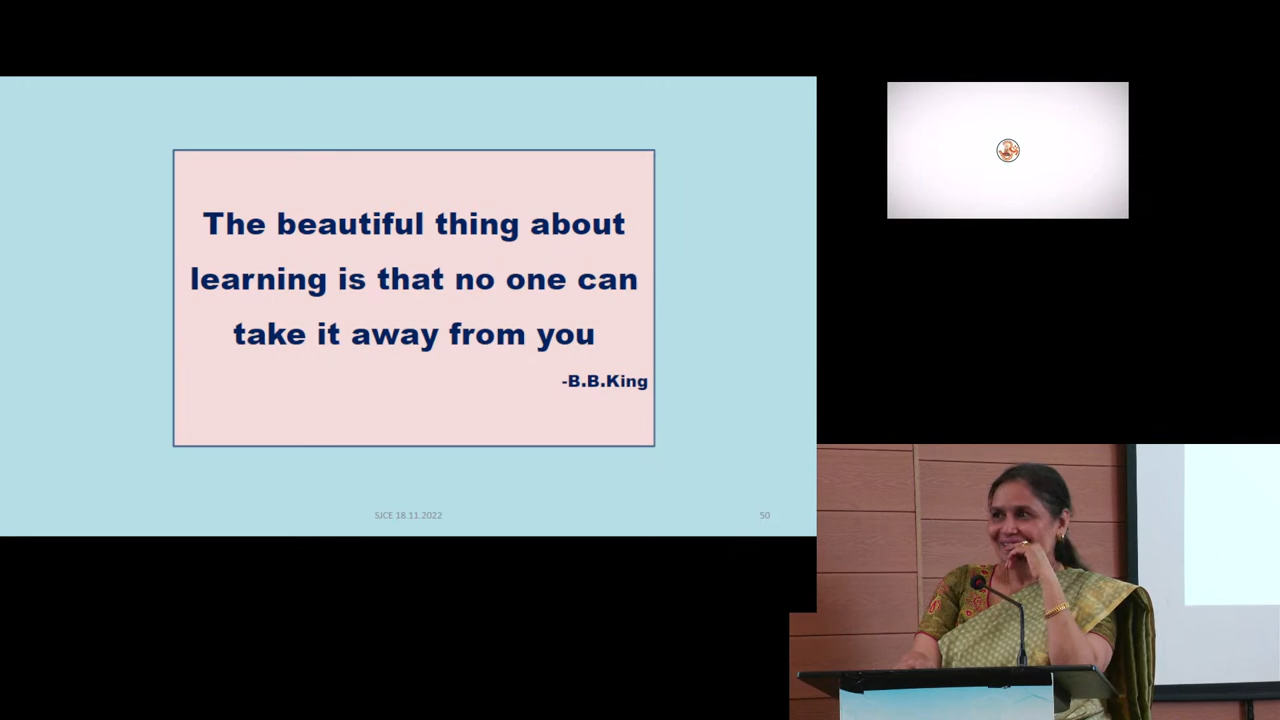 The beautiful thing about
learning is that no one can
take it away from you
-B.B.King
SJCE 18.11.2022
50